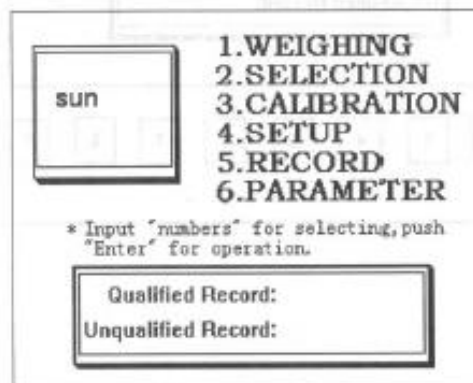 sun
1.WEIGHING
2.SELECTION
3.CALIBRATION
4.SETUP
5.RECORD
6.PARAMETER
* Input "numbers" for selecting, push
"Enter" for operation.
Qualified Record:
Unqualified Record: